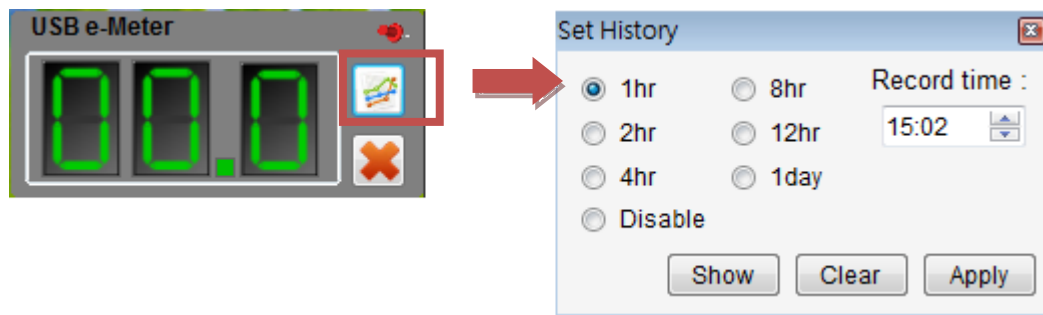 USB e-Meter
00.0
Set History
1hr
8hr
Record time :
2hr
12hr
15:02
4hr
1day
Disable
Show
Clear
Apply